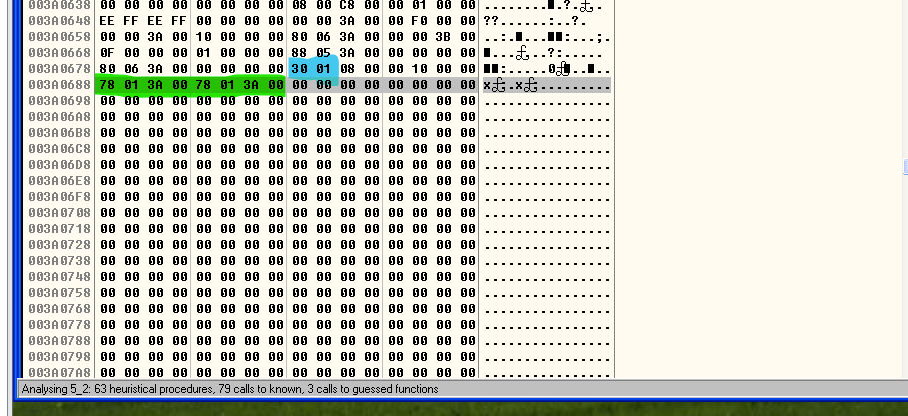 003A0638 00 00 00 00 00 00 00 00 08 00 C8 00 00 01 00 00
003A0648 EE FF EE FF 00 00 00 00 00 00 3A 00 00 F0 00 00
003A0658 00 00 3A 00 10 00 00 00 80 06 3A 00 00 00 3B 00
003A0668 0F 00 00 00 01 00 00 00 88 05 3A 00 00 00 00 00
003A0678 80 06 3A 00 00 00 00 00 30 01 08 00 00 10 00 00
003A0688 78 01 3A 00 78 01 3A 00 00 00 00 00 00 00 00 00
003A0698 00 00 00 00 00 00 00 00 00 00 00 00 00 00 00 00 ................
003A06A8 00 00 00 00 00 00 00 00 00 00 00 00 00 00 00 00 ................
003A06B8 00 00 00 00 00 00 00 00 00 00 00 00 00 00 00 00 ................
003A06C8 00 00 00 00 00 00 00 00 00 00 00 00 00 00 00 00 ................
003A06D8 00 00 00 00 00 00 00 00 00 00 00 00 00 00 00 00 ................
003A06E8 00 00 00 00 00 00 00 00 00 00 00 00 00 00 00 00 ................
003A06F8 00 00 00 00 00 00 00 00 00 00 00 00 00 00 00 00 ................
003A0708 00 00 00 00 00 00 00 00 00 00 00 00 00 00 00 00 ................
003A0718 00 00 00 00 00 00 00 00 00 00 00 00 00 00 00 00 ................
003A0728 00 00 00 00 00 00 00 00 00 00 00 00 00 00 00 00 ................
003A0738 00 00 00 00 00 00 00 00 00 00 00 00 00 00 00 00 ................
003A0748 00 00 00 00 00 00 00 00 00 00 00 00 00 00 00 00 ................
003A0758 00 00 00 00 00 00 00 00 00 00 00 00 00 00 00 00 ................
003A0768 00 00 00 00 00 00 00 00 00 00 00 00 00 00 00 00 ................
003A0778 00 00 00 00 00 00 00 00 00 00 00 00 00 00 00 00 ................
003A0788 00 00 00 00 00 00 00 00 00 00 00 00 00 00 00 00 ................
003A0798 00 00 00 00 00 00 00 00 00 00 00 00 00 00 00 00 ................
003A07A8 00 00 00 00 00 00 00 00 00 00 00 00 00 00 00 00 ................
Analysing 5_2: 63 heuristical procedures, 79 calls to known, 3 calls to guessed functions